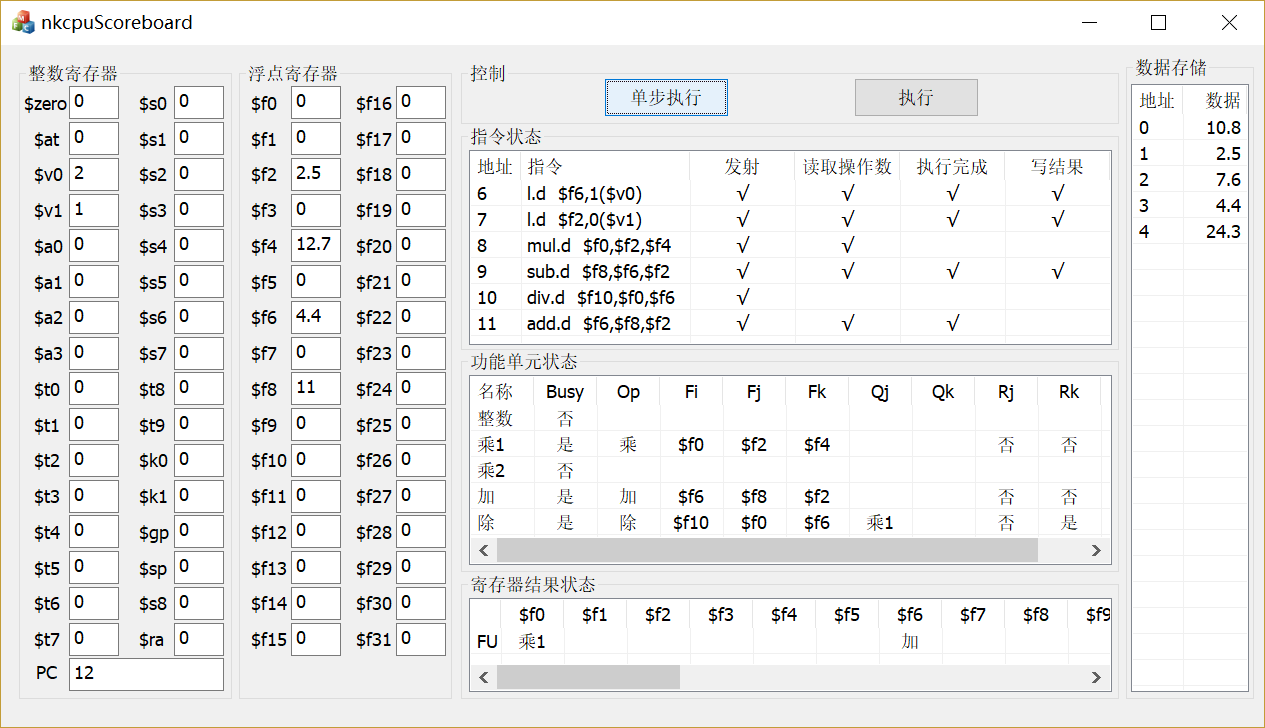 nkcpuScoreboard
整数寄存器
$zero 0 $s0 0
$at 0 $s1 0
$v0 2 $s2 0
$v1 1 $s3 0
$a0 0 $s4 0
$a1 0 $s5 0
$a2 0 $s6 0
$a3 0 $s7 0
$t0 0 $t8 0
$t1 0 $t9 0
$t2 0 $k0 0
$t3 0 $k1 0
$t4 0 $gp 0
$t5 0 $sp 0
$t6 0 $s8 0
$t7 0 $ra 0
PC 12
浮点寄存器
$f0 0 $f16 0
$f1 0 $f17 0
$f2 2.5 $f18 0
$f3 0 $f19 0
$f4 12.7 $f20 0
$f5 0 $f21 0
$f6 4.4 $f22 0
$f7 0 $f23 0
$f8 11 $f24 0
$f9 0 $f25 0
$f10 0 $f26 0
$f11 0 $f27 0
$f12 0 $f28 0
$f13 0 $f29 0
$f14 0 $f30 0
$f15 0 $f31 0
控制
单步执行 执行
指令状态
地址 指令 发射 读取操作数 执行完成 写结果
6 l.d $f6,1($v0) √ √ √ √
7 l.d $f2,0($v1) √ √ √ √
8 mul.d $f0,$f2,$f4 √ √
9 sub.d $f8,$f6,$f2 √ √ √ √
10 div.d $f10,$f0,$f6 √
11 add.d $f6,$f8,$f2 √ √ √
功能单元状态
名称 Busy Op Fi Fj Fk Qj Qk Rj Rk
整数 否
乘1 是 乘 $f0 $f2 $f4 否 否
乘2 否
加 是 加 $f6 $f8 $f2 否 否
除 是 除 $f10 $f0 $f6 乘1 否 是
寄存器结果状态
$f0 $f1 $f2 $f3 $f4 $f5 $f6 $f7 $f8 $f9
FU 乘1 加
数据存储
地址 数据
0 10.8
1 2.5
2 7.6
3 4.4
4 24.3